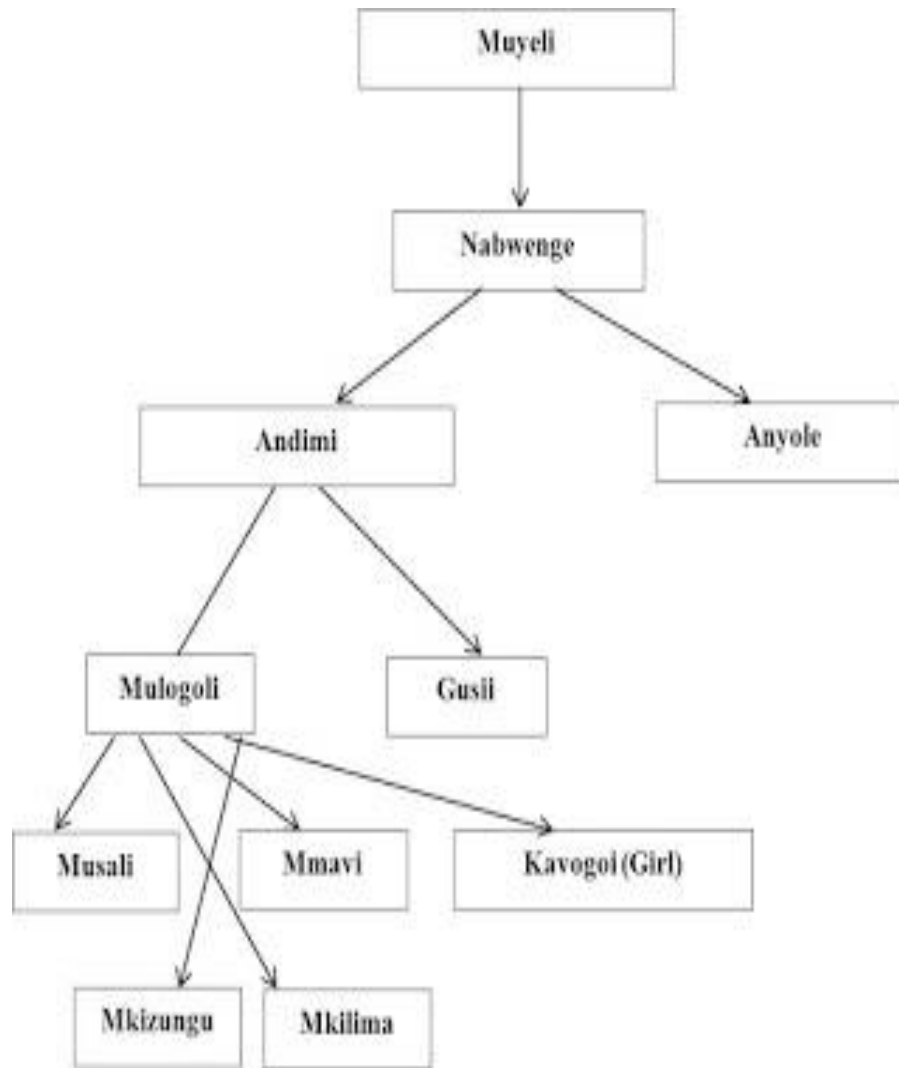 Muyeli
Nabwenge
Andimi
Anyole
Mulogoli
Gusii
Musali
Mmavi
Kavogoi (Girl)
Mkizungu
Mkilima